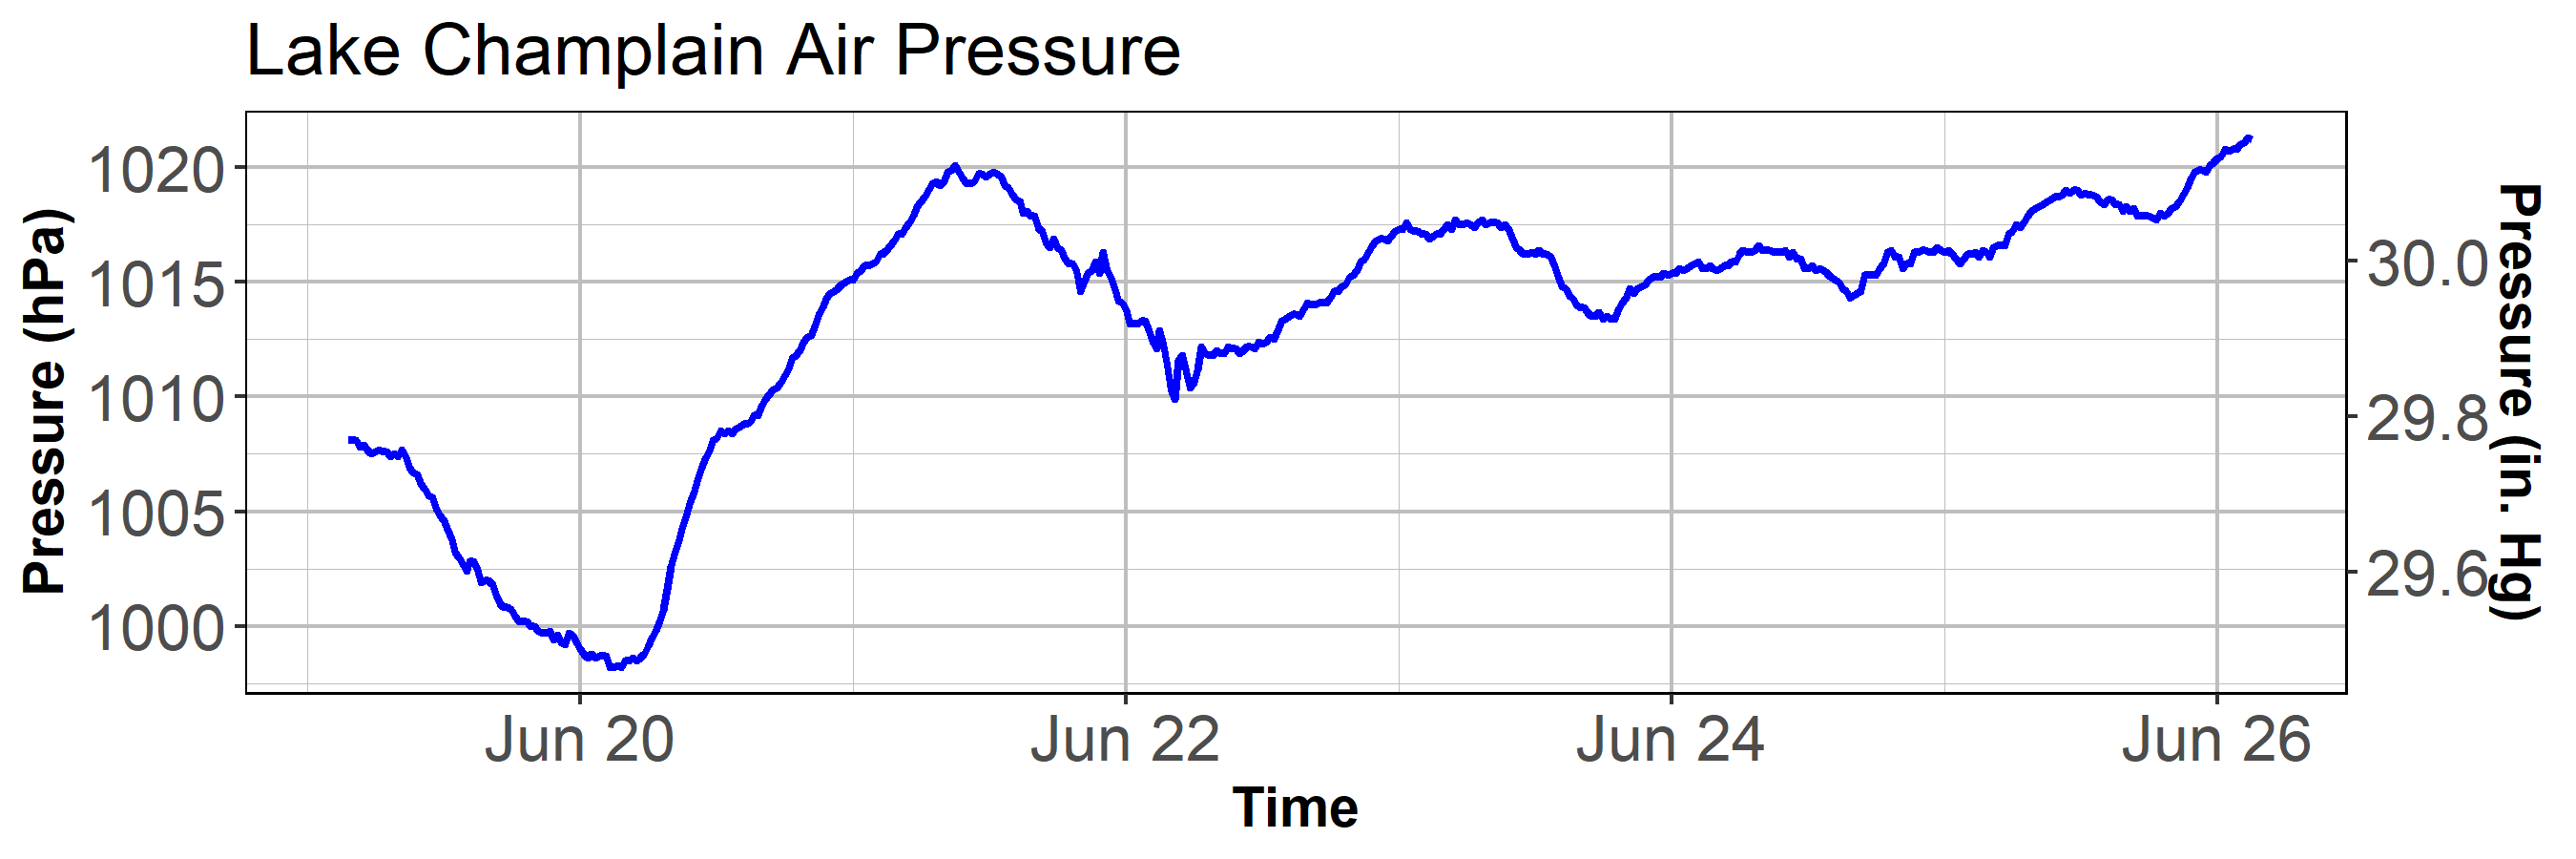 Lake Champlain Air Pressure
Pressure (hPa)
1020
1015
1010
1005
1000
30.0
29.8
29.6
Pressure (in. Hg)
Jun 20
Jun 22
Jun 24
Jun 26
Time